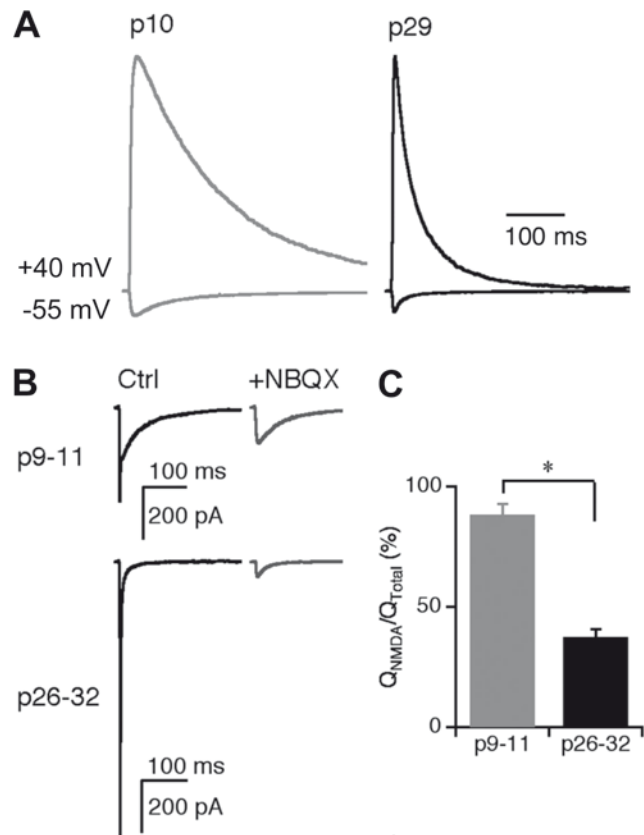 A
p10
p29
+40 mV
-55 mV
100 ms
B
Ctrl
+NBQX
p9-11
100 ms
200 pA
p26-32
100 ms
200 pA
C
*
Q_NMDA/Q_Total (%)
100
50
0
p9-11
p26-32